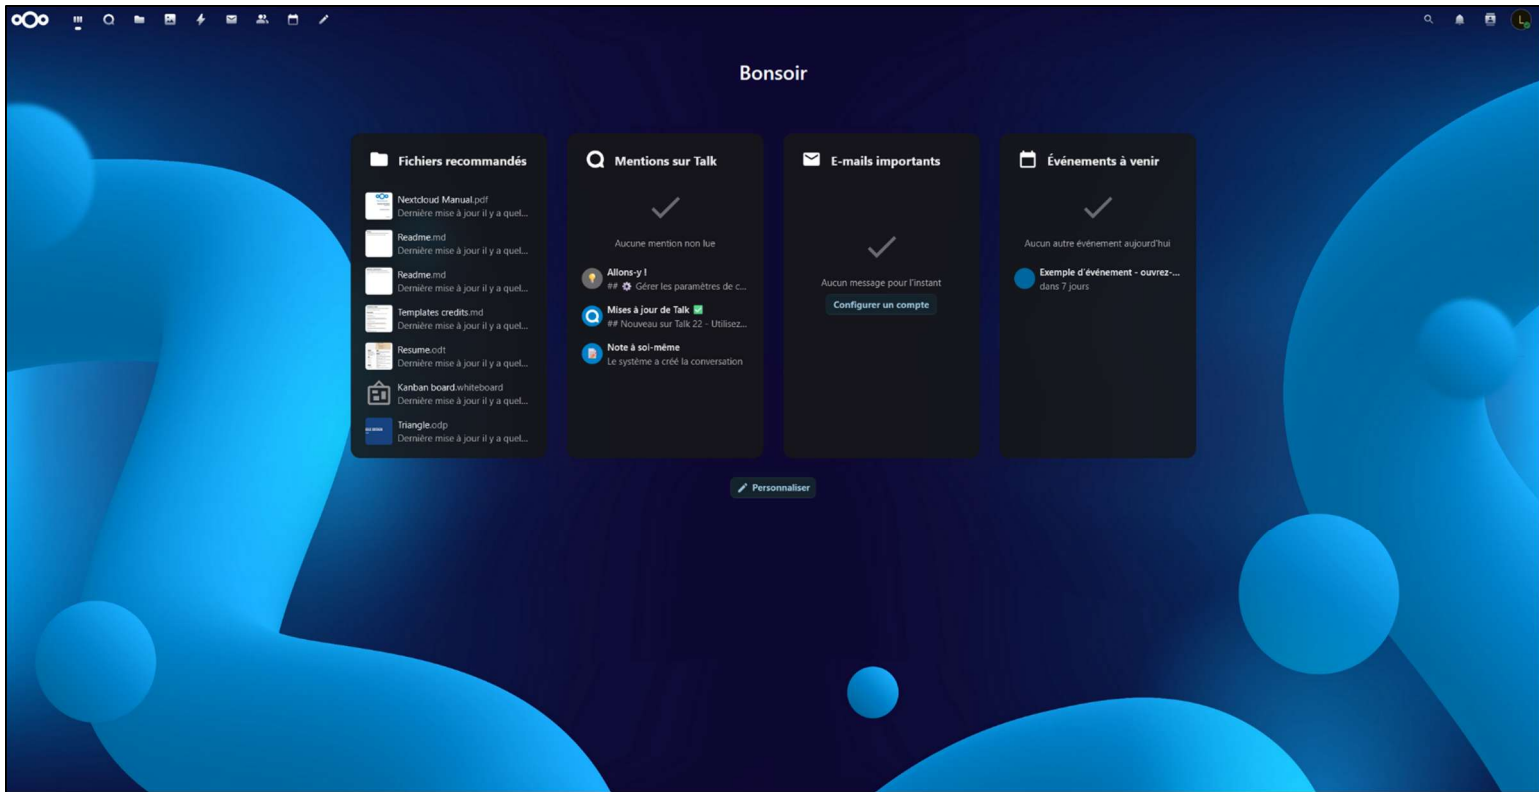 L
Bonsoir
Fichiers recommandés
Nextcloud Manual.pdf
Dernière mise à jour il y a quel...
Readme.md
Dernière mise à jour il y a quel...
Readme.md
Dernière mise à jour il y a quel...
Templates credits.md
Dernière mise à jour il y a quel...
Resume.odt
Dernière mise à jour il y a quel...
Kanban board.whiteboard
Dernière mise à jour il y a quel...
Triangle.odp
Dernière mise à jour il y a quel...
Mentions sur Talk
Aucune mention non lue
Allons-y !
## ⚙️ Gérer les paramètres de c...
Mises à jour de Talk ✅
## Nouveau sur Talk 22 - Utilisez...
Note à soi-même
Le système a créé la conversation
E-mails importants
Aucun message pour l'instant
Configurer un compte
Événements à venir
Aucun autre événement aujourd'hui
Exemple d'événement - ouvrez-...
dans 7 jours
Personnaliser